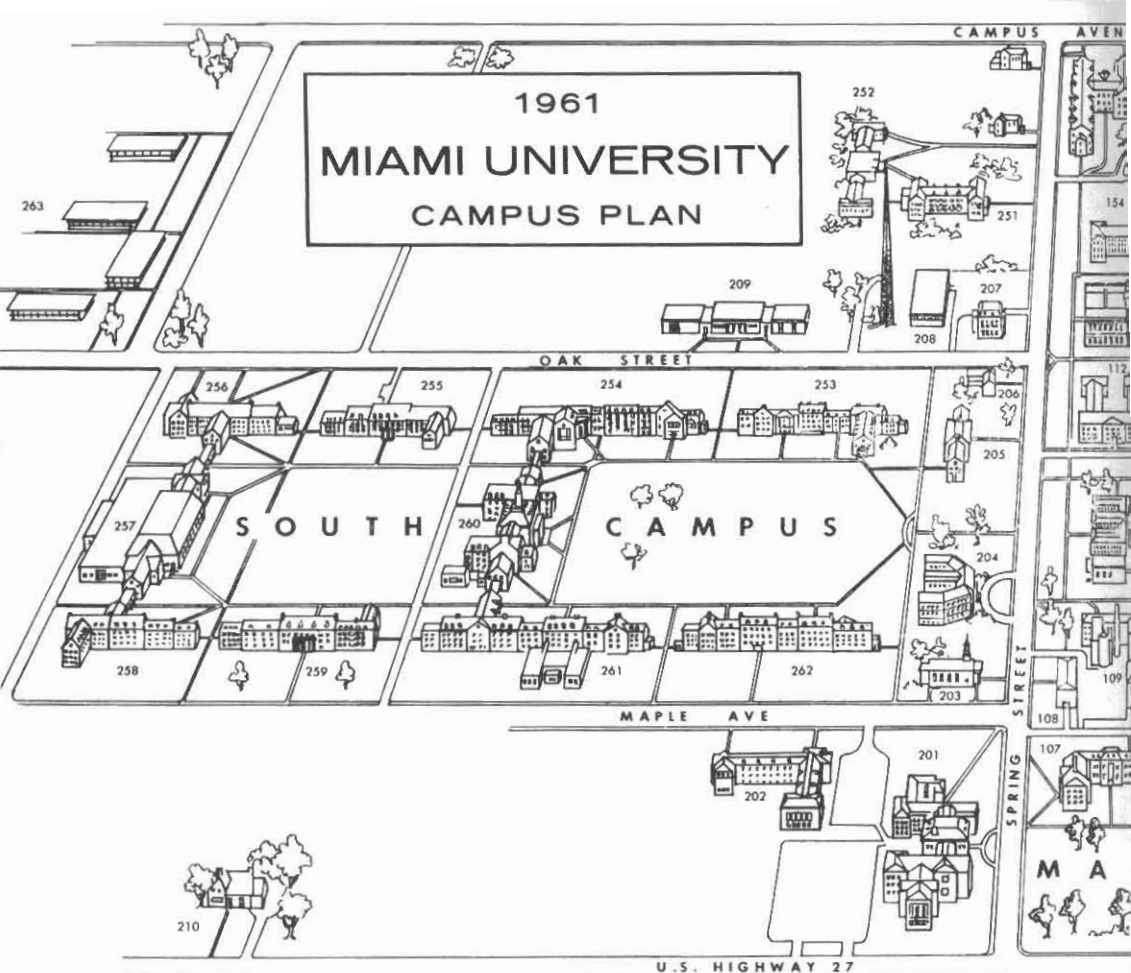 CAMPUS AVEN
1961
MIAMI UNIVERSITY
CAMPUS PLAN
252
263
154
251
209
207
208
OAK STREET
256
255
254
253
112
206
205
257
SOUTH
260
CAMPUS
204
258
259
261
262
203
109
108
MAPLE AVE
SPRING STREET
107
201
202
MA
210
U.S. HIGHWAY 27